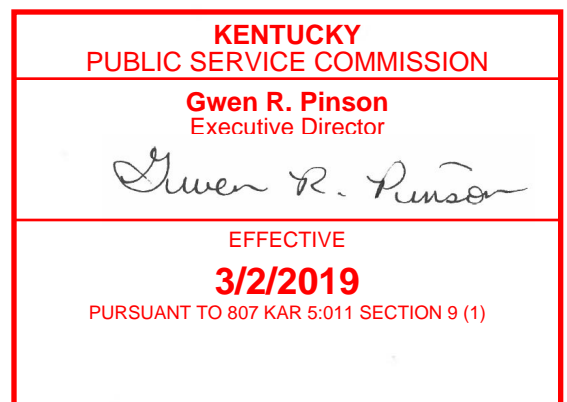 KENTUCKY
PUBLIC SERVICE COMMISSION
Gwen R. Pinson
Executive Director
Gwen R. Pinson
EFFECTIVE
3/2/2019
PURSUANT TO 807 KAR 5:011 SECTION 9 (1)